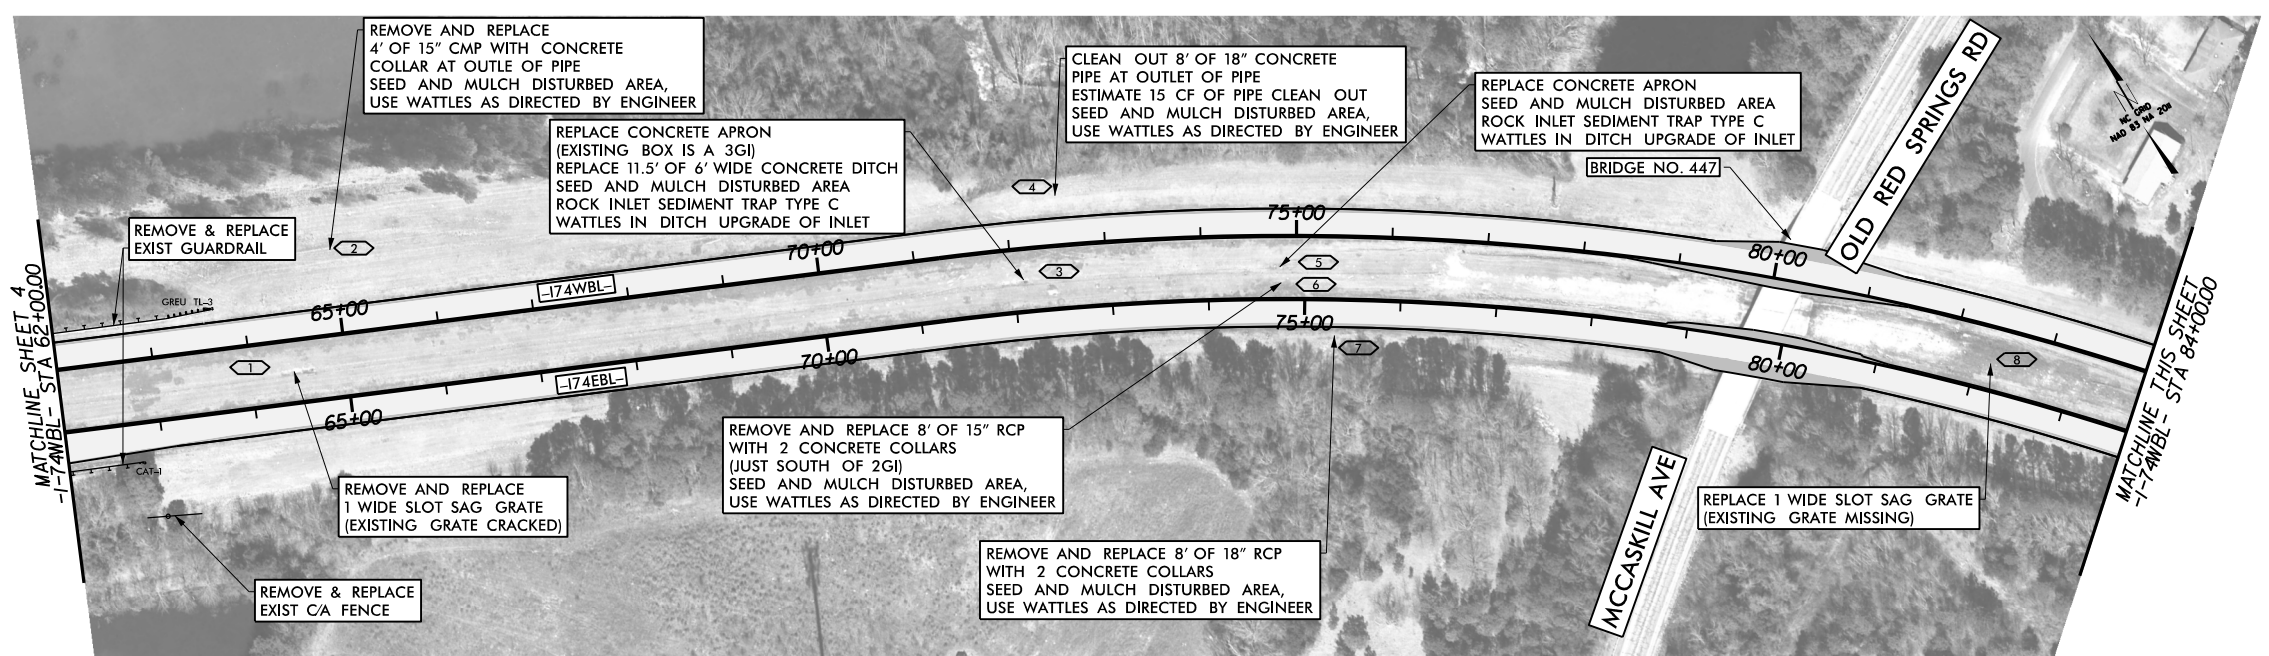 REMOVE AND REPLACE
4' OF 15" CMP WITH CONCRETE
COLLAR AT OUTLE OF PIPE
SEED AND MULCH DISTURBED AREA,
USE WATTLES AS DIRECTED BY ENGINEER
CLEAN OUT 8' OF 18" CONCRETE
PIPE AT OUTLET OF PIPE
ESTIMATE 15 CF OF PIPE CLEAN OUT
SEED AND MULCH DISTURBED AREA,
USE WATTLES AS DIRECTED BY ENGINEER
REPLACE CONCRETE APRON
SEED AND MULCH DISTURBED AREA
ROCK INLET SEDIMENT TRAP TYPE C
WATTLES IN DITCH UPGRADE OF INLET
BRIDGE NO. 447
OLD RED SPRINGS RD
NC GRID
NAD 83 NA 2011
REPLACE CONCRETE APRON
(EXISTING BOX IS A 3GI)
REPLACE 11.5' OF 6' WIDE CONCRETE DITCH
SEED AND MULCH DISTURBED AREA
ROCK INLET SEDIMENT TRAP TYPE C
WATTLES IN DITCH UPGRADE OF INLET
REMOVE & REPLACE
EXIST GUARDRAIL
2
4
3
5
6
7
1
8
GREU TL-3
65+00
70+00
75+00
80+00
-I74WBL-
65+00
70+00
75+00
80+00
-I74EBL-
CAT-1
MATCHLINE SHEET 4
-I-74WBL- STA 62+00.00
MATCHLINE THIS SHEET
-I-74WBL- STA 84+00.00
REMOVE AND REPLACE
1 WIDE SLOT SAG GRATE
(EXISTING GRATE CRACKED)
REMOVE & REPLACE
EXIST C/A FENCE
REMOVE AND REPLACE 8' OF 15" RCP
WITH 2 CONCRETE COLLARS
(JUST SOUTH OF 2GI)
SEED AND MULCH DISTURBED AREA,
USE WATTLES AS DIRECTED BY ENGINEER
REMOVE AND REPLACE 8' OF 18" RCP
WITH 2 CONCRETE COLLARS
SEED AND MULCH DISTURBED AREA,
USE WATTLES AS DIRECTED BY ENGINEER
MCCASKILL AVE
REPLACE 1 WIDE SLOT SAG GRATE
(EXISTING GRATE MISSING)